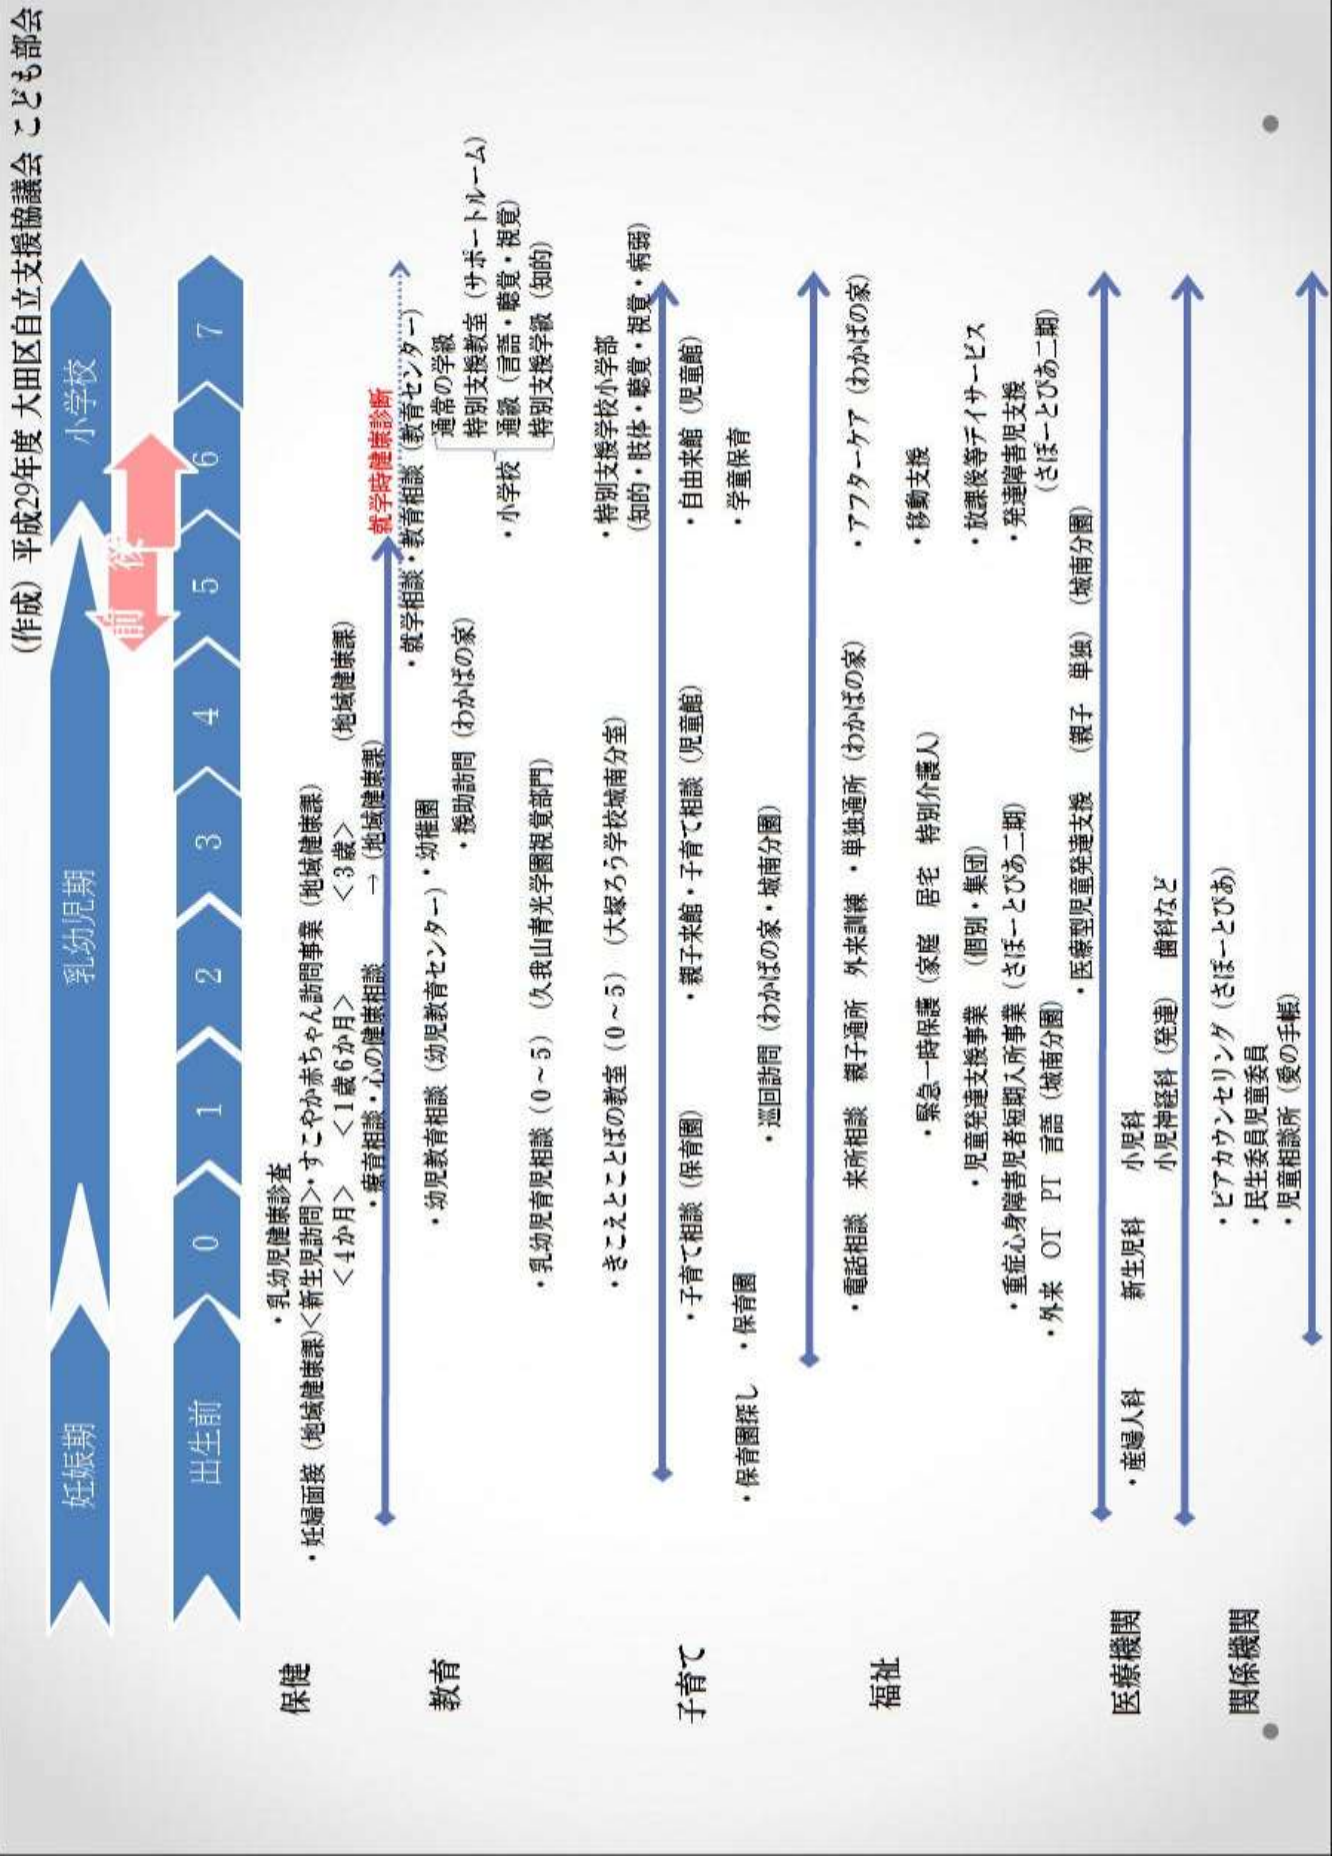 (作成) 平成29年度 大田区自立支援協議会 こども部会
妊娠期
乳幼児期
小学校
前
後
出生前
0
1
2
3
4
5
6
7
保健
・乳幼児健康診査
・妊婦面接 (地域健康課)<新生児訪問>・すこやか赤ちゃん訪問事業 (地域健康課)
<4か月> <1歳6か月> <3歳> (地域健康課)
・療育相談・心の健康相談 → (地域健康課)
就学時健康診断
教育
・就学相談・教育相談 (教育センター)
・幼児教育相談 (幼児教育センター) ・幼稚園
・援助訪問 (わかばの家)
・小学校
通常の学級
特別支援教室 (サポートルーム)
通級 (言語・聴覚・視覚)
特別支援学級 (知的)
・乳幼児育児相談 (0~5) (久我山青光学園視覚部門)
・きこえとことばの教室 (0~5) (大塚ろう学校城南分室)
・特別支援学校小学部
(知的・肢体・聴覚・視覚・病弱)
子育て
・子育て相談 (保育園)
・親子来館・子育て相談 (児童館)
・自由来館 (児童館)
・保育園探し ・保育園
・学童保育
・巡回訪問 (わかばの家・城南分園)
福祉
・電話相談 来所相談 親子通所 外来訓練 ・単独通所 (わかばの家)
・アフターケア (わかばの家)
・緊急一時保護 (家庭 居宅 特別介護人)
・移動支援
・児童発達支援事業 (個別・集団)
・放課後等デイサービス
・重症心身障害児者短期入所事業 (さぽーとぴあ二期)
・発達障害児支援
(さぽーとぴあ二期)
・外来 OT PT 言語 (城南分園)
・医療型児童発達支援 (親子 単独) (城南分園)
医療機関
・産婦人科 新生児科 小児科
小児神経科 (発達) 歯科など
関係機関
・ピアカウンセリング (さぽーとぴあ)
・民生委員児童委員
・児童相談所 (愛の手帳)